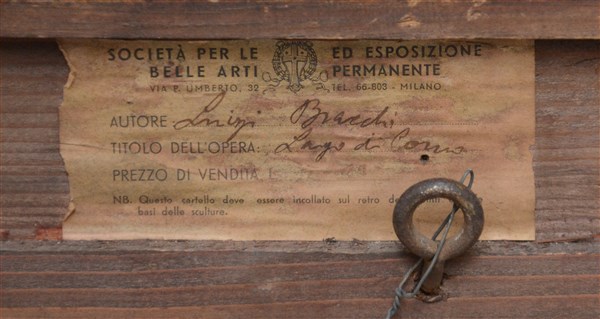 SOCIETÀ PER LE ED ESPOSIZIONE
BELLE ARTI PERMANENTE
VIA P. UMBERTO, 32 TEL. 66-803 - MILANO
AUTORE: Luigi Bracchi
TITOLO DELL'OPERA: Lago di Como
PREZZO DI VENDITA L
NB. Questo cartello deve essere incollato sul retro de
basi delle sculture.